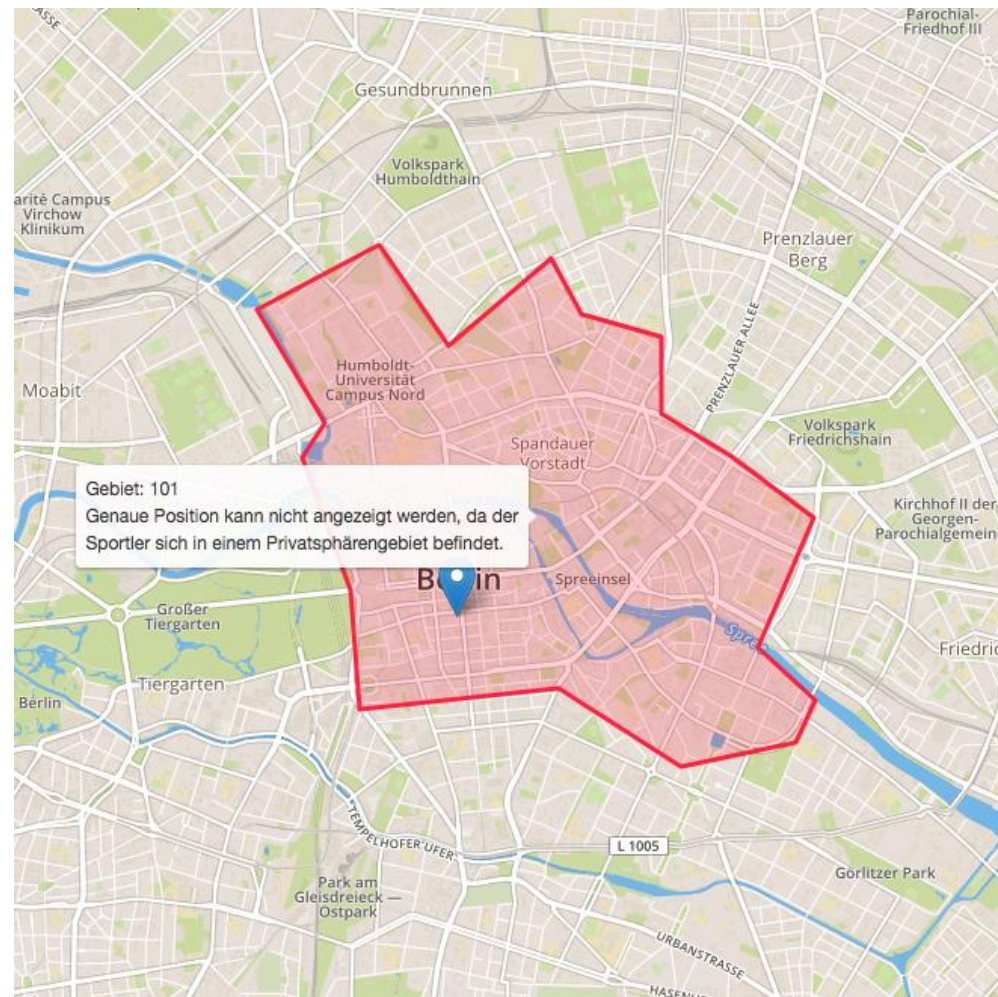 Parochial-
Friedhof III
Gesundbrunnen
Volkspark
Humboldthain
arité Campus
Virchow
Klinikum
Prenzlauer
Berg
PRENZLAUER ALLEE
Moabit
Humboldt-
Universität
Campus Nord
Volkspark
Friedrichshain
Spandauer
Vorstadt
Gebiet: 101
Genaue Position kann nicht angezeigt werden, da der
Sportler sich in einem Privatsphärengebiet befindet.
Kirchhof II der
Georgen-
Parochialgemein
Spreeinsel
Großer
Tiergarten
Spree
Friedric
Tiergarten
Berlin
TEMPELHOFER UFER
L 1005
Park am
Gleisdreieck —
Ostpark
Görlitzer Park
URBANSTRASSE